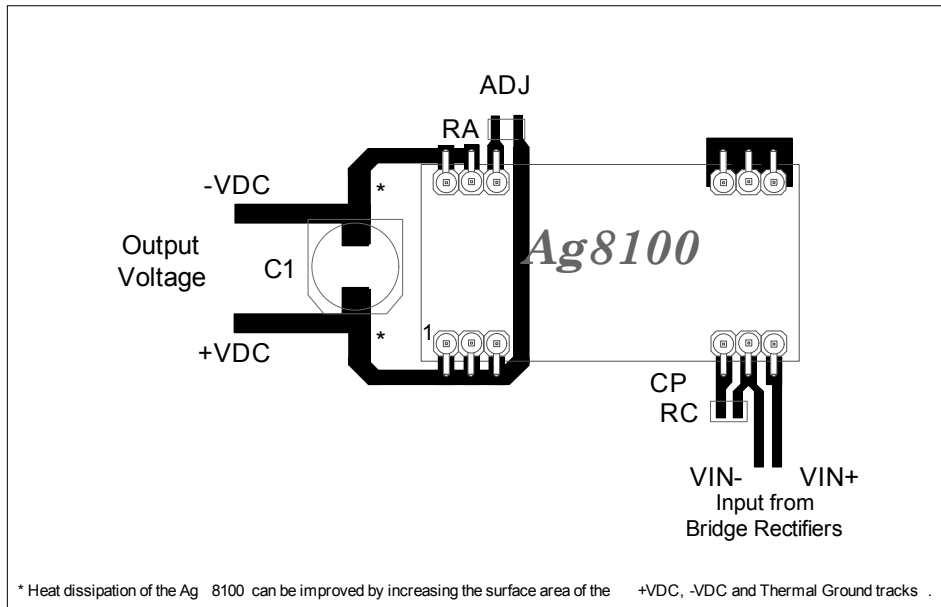 ADJ
RA
-VDC
*
Output
Voltage
C1
Ag8100
*
1
+VDC
CP
RC
VIN-
VIN+
Input from
Bridge Rectifiers
* Heat dissipation of the Ag 8100 can be improved by increasing the surface area of the +VDC, -VDC and Thermal Ground tracks .